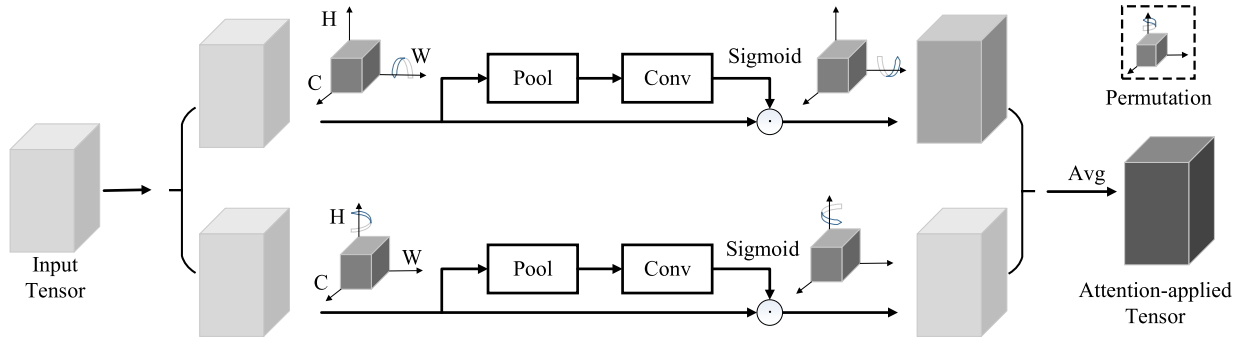 H
W
C
Pool
Conv
Sigmoid
Permutation
Input
Tensor
Avg
H
W
C
Pool
Conv
Sigmoid
Attention-applied
Tensor